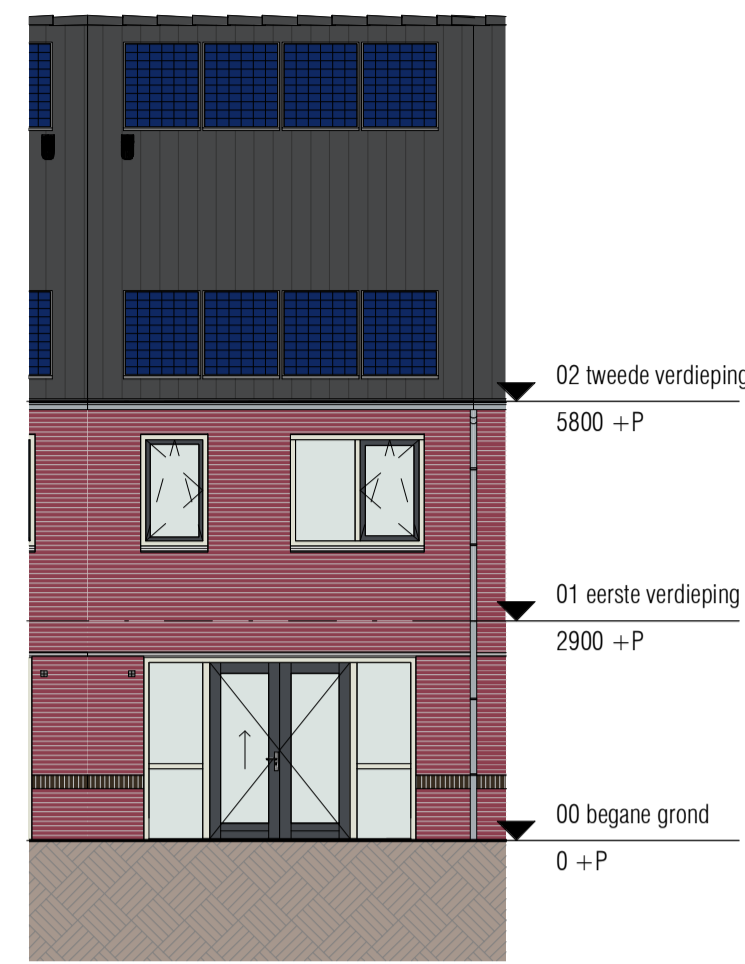 02 tweede verdieping
5800 +P
01 eerste verdieping
2900 +P
00 begane grond
0 +P